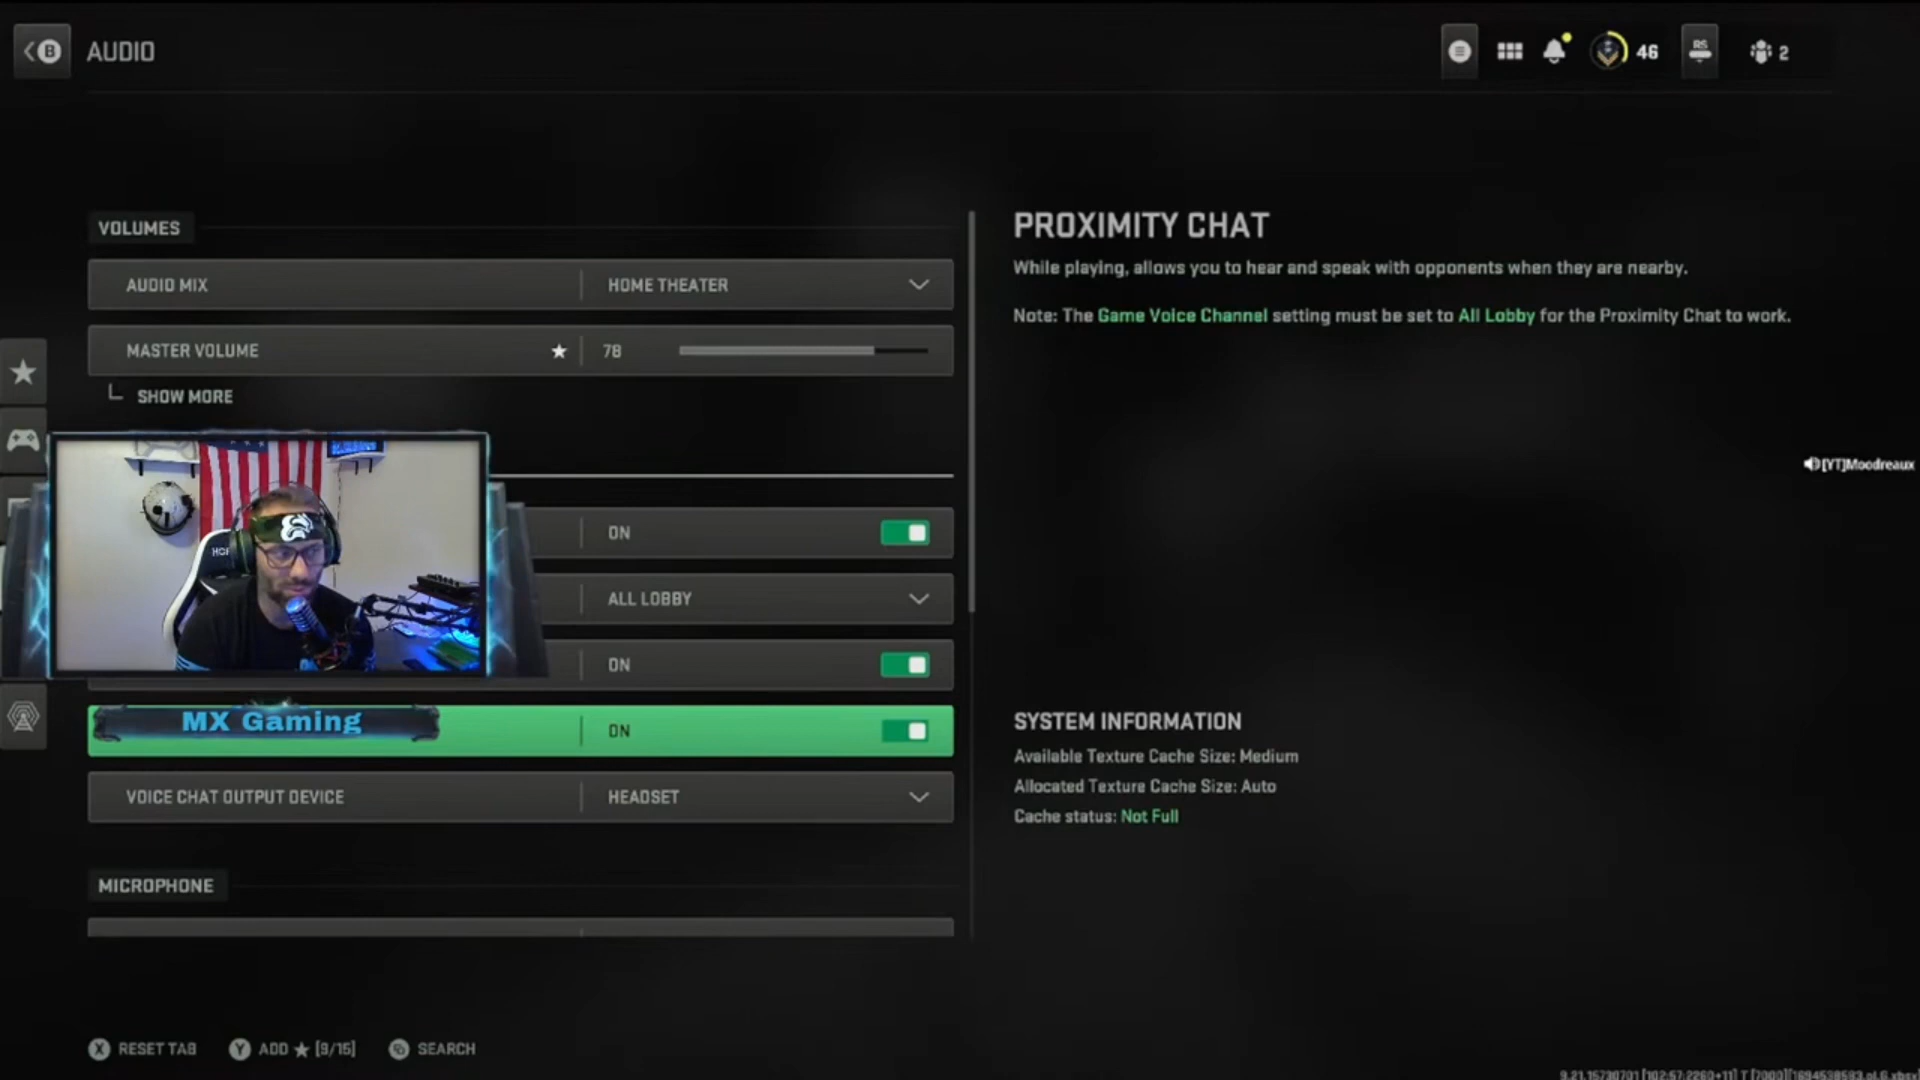 B AUDIO
46 RS 2
VOLUMES
AUDIO MIX HOME THEATER
MASTER VOLUME 78
SHOW MORE
ON
ALL LOBBY
ON
MX Gaming ON
VOICE CHAT OUTPUT DEVICE HEADSET
MICROPHONE
PROXIMITY CHAT
While playing, allows you to hear and speak with opponents when they are nearby.
Note: The Game Voice Channel setting must be set to All Lobby for the Proximity Chat to work.
[YT]Moodreaux
SYSTEM INFORMATION
Available Texture Cache Size: Medium
Allocated Texture Cache Size: Auto
Cache status: Not Full
X RESET TAB Y ADD ★ [9/15] SEARCH